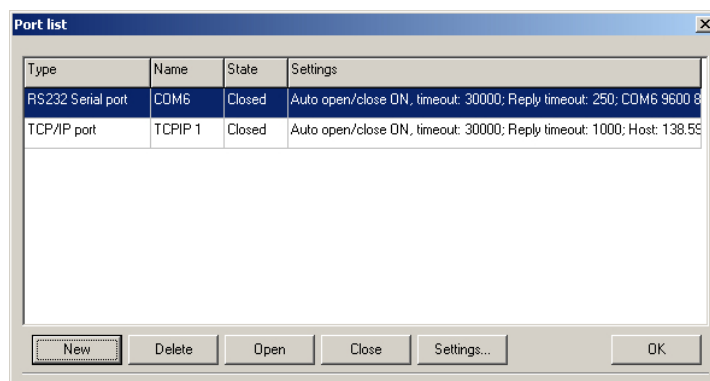 Port list
Type Name State Settings
RS232 Serial port COM6 Closed Auto open/close ON, timeout: 30000; Reply timeout: 250; COM6 9600 8
TCP/IP port TCPIP 1 Closed Auto open/close ON, timeout: 30000; Reply timeout: 1000; Host: 138.59
New Delete Open Close Settings... OK